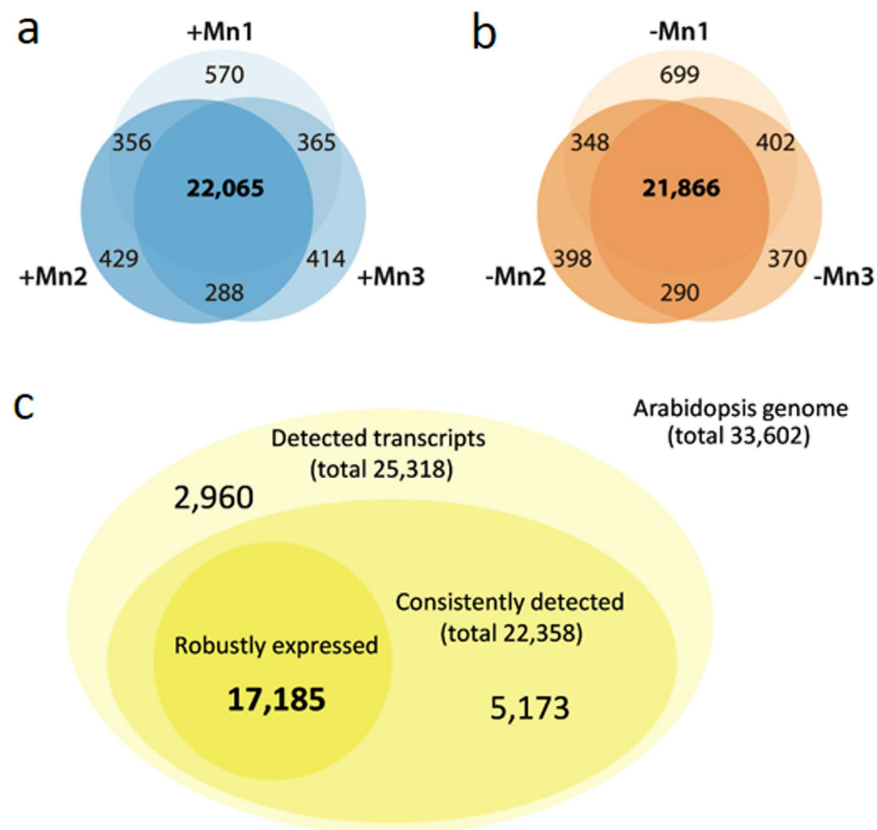 a
+Mn1
570
356
365
22,065
+Mn2
429
414
+Mn3
288
b
-Mn1
699
348
402
21,866
-Mn2
398
370
-Mn3
290
c
Arabidopsis genome
(total 33,602)
Detected transcripts
(total 25,318)
2,960
Consistently detected
(total 22,358)
Robustly expressed
17,185
5,173